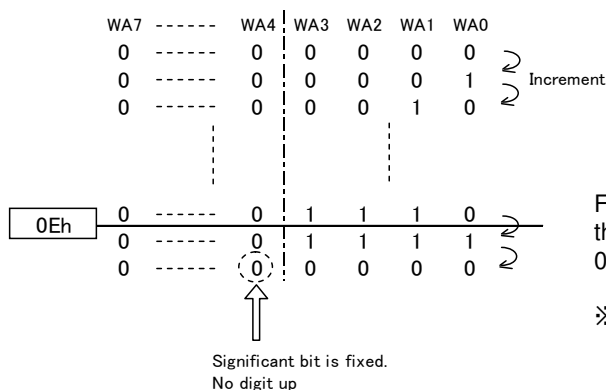 WA7 ------ WA4 WA3 WA2 WA1 WA0
0 ------ 0 0 0 0 0
0 ------ 0 0 0 0 1 Increment
0 ------ 0 0 0 1 0
0 ------ 0 1 1 1 0
0Eh
0 ------ 0 1 1 1 1
0 ------ 0 0 0 0 0
Significant bit is fixed.
No digit up
F
th
0
※